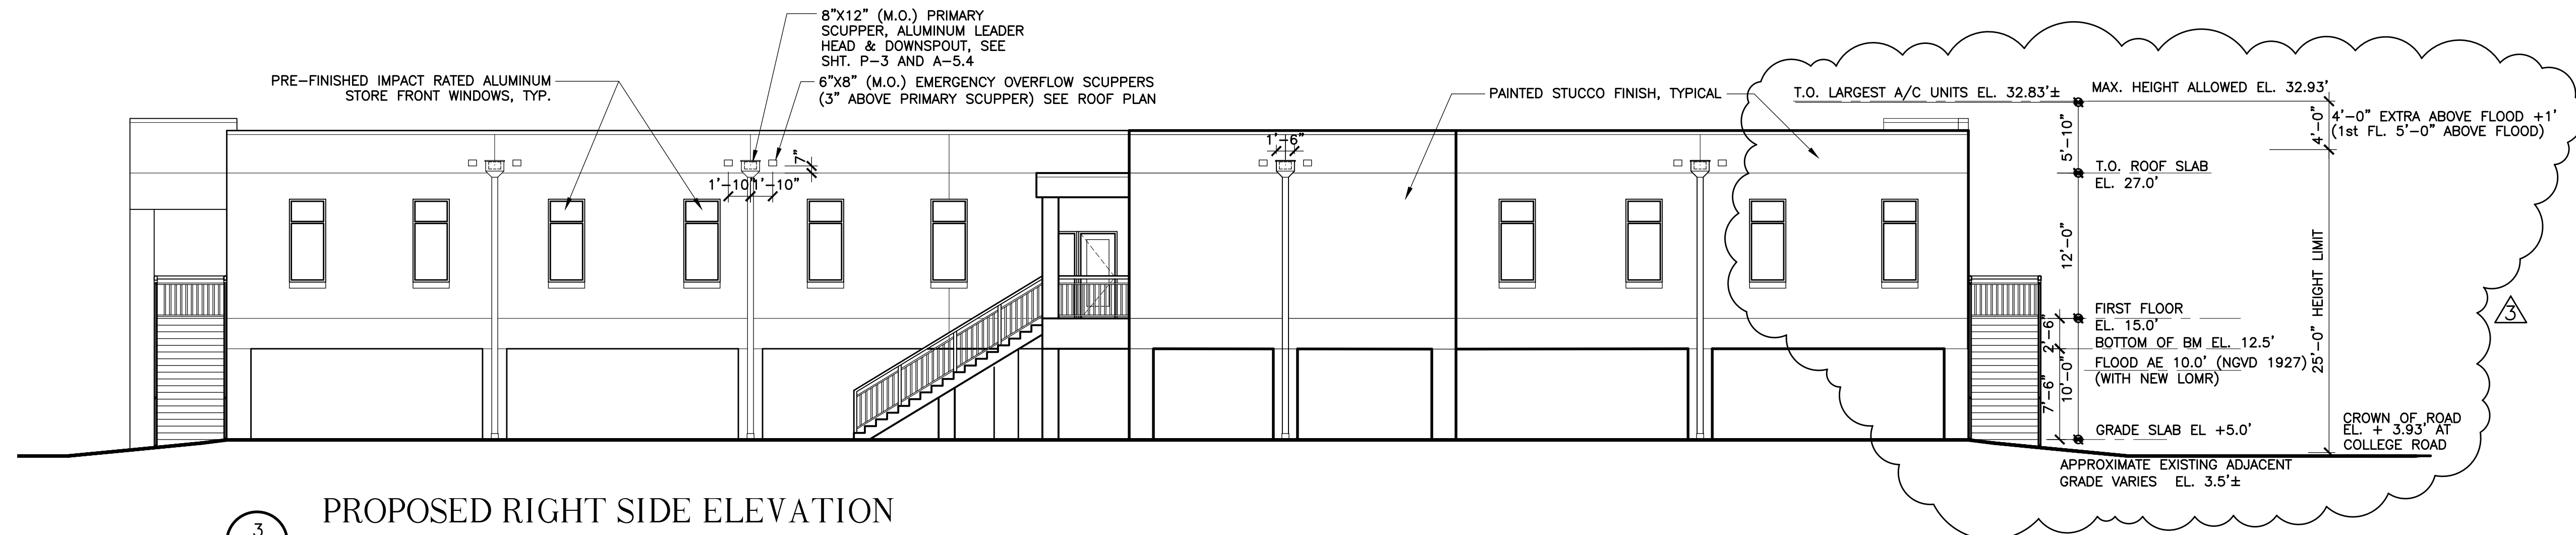 8"X12" (M.O.) PRIMARY
SCUPPER, ALUMINUM LEADER
HEAD & DOWNSPOUT, SEE
SHT. P-3 AND A-5.4
6"X8" (M.O.) EMERGENCY OVERFLOW SCUPPERS
(3" ABOVE PRIMARY SCUPPER) SEE ROOF PLAN
PRE-FINISHED IMPACT RATED ALUMINUM
STORE FRONT WINDOWS, TYP.
PAINTED STUCCO FINISH, TYPICAL
T.O. LARGEST A/C UNITS EL. 32.83'±
MAX. HEIGHT ALLOWED EL. 32.93'
4'-0" EXTRA ABOVE FLOOD +1'
(1st FL. 5'-0" ABOVE FLOOD)
4'-0"
5'-10"
7"
1'-10"
1'-10"
1'-6"
T.O. ROOF SLAB
EL. 27.0'
12'-0"
25'-0" HEIGHT LIMIT
3
FIRST FLOOR
EL. 15.0'
2'-6"
BOTTOM OF BM EL. 12.5'
FLOOD AE 10.0' (NGVD 1927)
(WITH NEW LOMR)
7'-6"
10'-0"
GRADE SLAB EL +5.0'
CROWN OF ROAD
EL. + 3.93' AT
COLLEGE ROAD
APPROXIMATE EXISTING ADJACENT
GRADE VARIES EL. 3.5'±
PROPOSED RIGHT SIDE ELEVATION
3